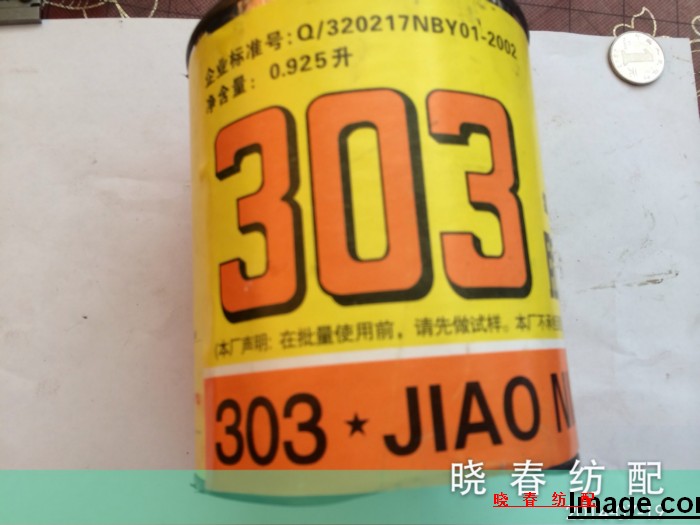 企业标准号:Q/320217NBY01-2002
净含量: 0.925升
303
(本厂声明: 在批量使用前, 请先做试样。本厂不
303 ★ JIAO N
晓春纺配
晓春纺配
Image co